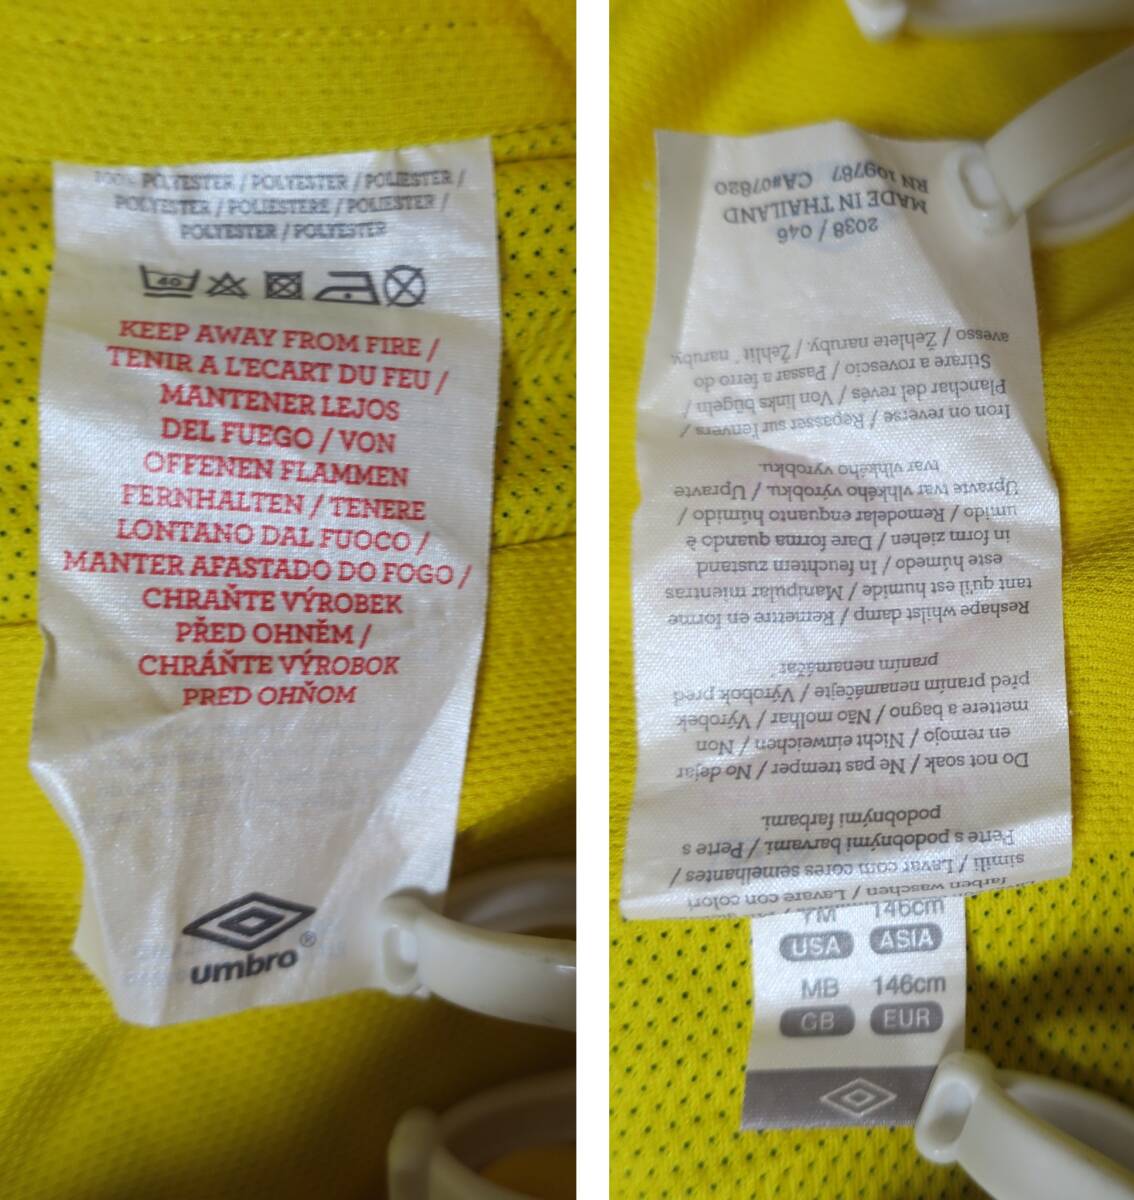 100% POLYESTER / POLYESTER / POLIESTER /
POLYESTER / POLIESTERE / POLIESTER /
POLYESTER / POLYESTER
40
KEEP AWAY FROM FIRE /
TENIR A L'ECART DU FEU /
MANTENER LEJOS
DEL FUEGO / VON
OFFENEN FLAMMEN
FERNHALTEN / TENERE
LONTANO DAL FUOCO /
MANTER AFASTADO DO FOGO /
CHRAŇTE VÝROBEK
PŘED OHNĚM /
CHRÁŇTE VÝROBOK
PRED OHŇOM
umbro®
farben waschen / Lavare con colori
simili / Lavar com cores semelhantes /
Perte s podobnými barvami. / Perte s
podobnými farbami.
Do not soak / Ne pas tremper / No dejar
en remojo / Nicht einweichen / Non
mettere a bagno / Não molhar / Výrobek
před praním nenamáčejte / Výrobok pred
praním nenamáčať
Reshape whilst damp / Remettre en forme
tant qu'il est humide / Manipular mientras
este húmedo / In feuchtem zustand
in form ziehen / Dare forma quando è
umido / Remodelar enquanto húmido /
Upravte tvar vlhkého výrobku. / Upravte
tvar vlhkého výrobku.
Iron on reverse / Repasser sur l'envers /
Planchar del revés / Von links bügeln /
Stirare a rovescio / Passar a ferro do
avesso / Žehlete naruby. / Žhliť naruby.
2038 / 046
MADE IN THAILAND
RN 109787 CA#07820
YM 146cm
USA ASIA
MB 146cm
GB EUR